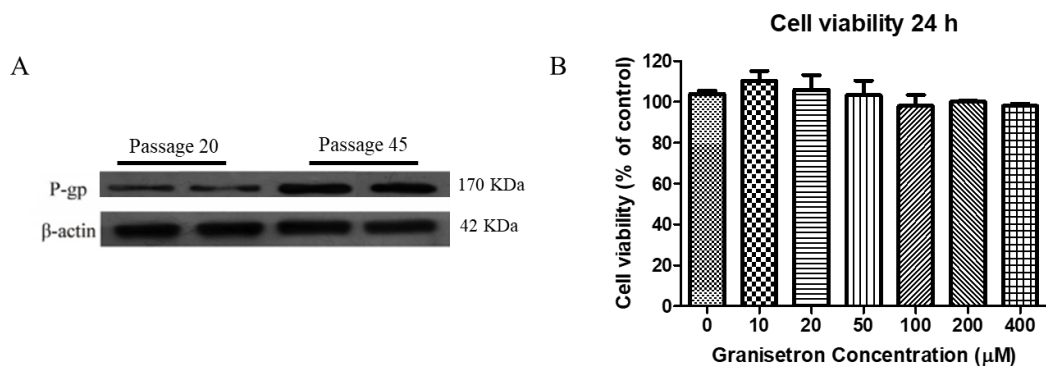 A
Passage 20
Passage 45
P-gp
170 KDa
β-actin
42 KDa
B
Cell viability 24 h
Cell viability (% of control)
120
100
80
60
40
20
0
0 10 20 50 100 200 400
Granisetron Concentration (μM)